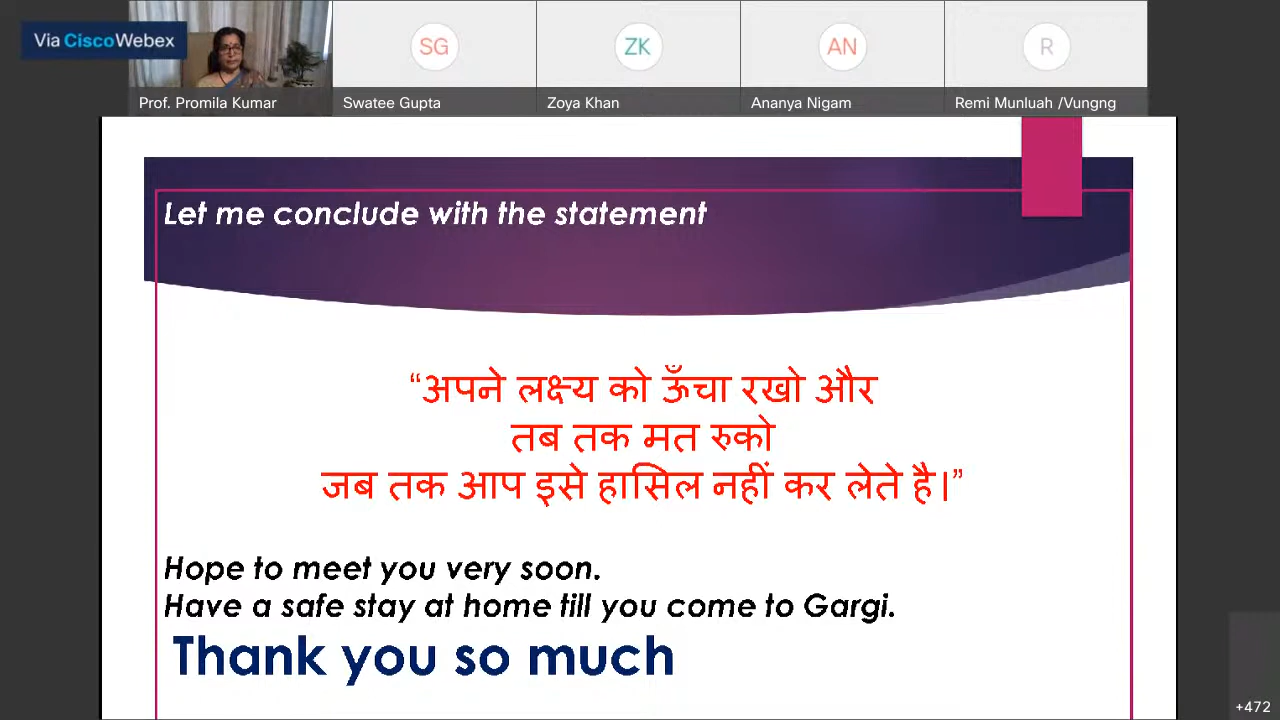 Via CiscoWebex
SG
ZK
AN
R
Prof. Promila Kumar
Swatee Gupta
Zoya Khan
Ananya Nigam
Remi Munluah /Vungng
Let me conclude with the statement
“अपने लक्ष्य को ऊँचा रखो और
तब तक मत रुको
जब तक आप इसे हासिल नहीं कर लेते है।”
Hope to meet you very soon.
Have a safe stay at home till you come to Gargi.
Thank you so much
+472